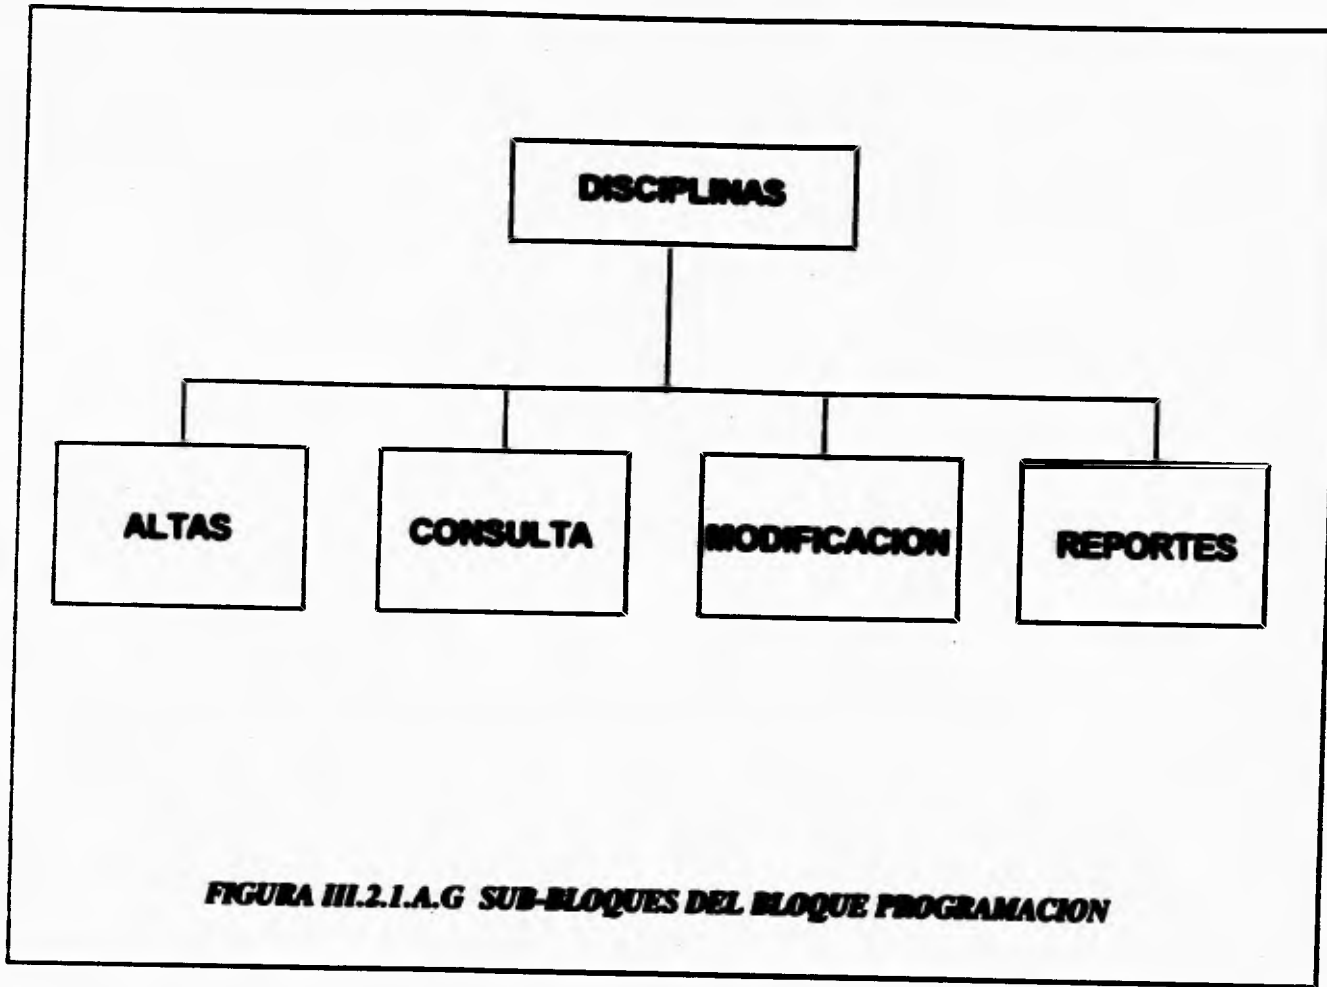 DISCIPLINAS
ALTAS
CONSULTA
MODIFICACION
REPORTES
FIGURA III.2.1.A.G SUB-BLOQUES DEL BLOQUE PROGRAMACION